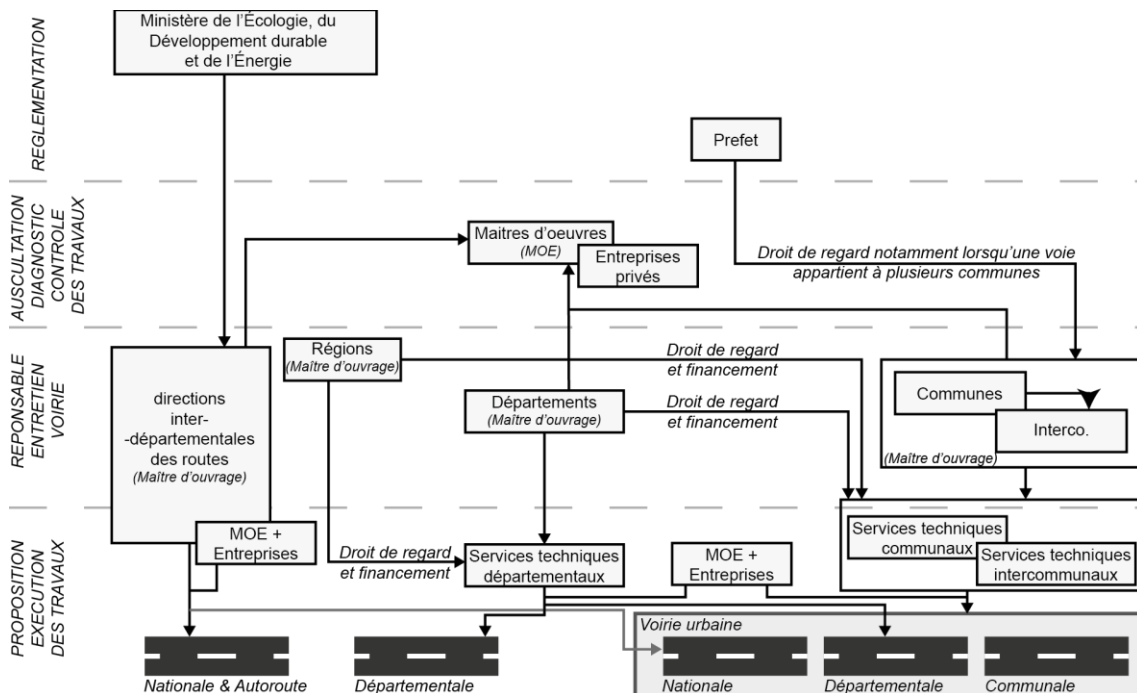 REGLEMENTATION
Ministère de l'Écologie, du
Développement durable
et de l'Énergie
Prefet
AUSCULTATION
DIAGNOSTIC
CONTROLE
DES TRAVAUX
Maitres d'oeuvres
(MOE)
Entreprises
privés
Droit de regard notamment lorsqu'une voie
appartient à plusieurs communes
REPONSABLE
ENTRETIEN
VOIRIE
directions
inter-
-départementales
des routes
(Maître d'ouvrage)
Régions
(Maître d'ouvrage)
Droit de regard
et financement
Départements
(Maître d'ouvrage)
Droit de regard
et financement
Communes
Interco.
(Maître d'ouvrage)
PROPOSITION
EXECUTION
DES TRAVAUX
MOE +
Entreprises
Droit de regard
et financement
Services techniques
départementaux
MOE +
Entreprises
Services techniques
communaux
Services techniques
intercommunaux
Voirie urbaine
Nationale & Autoroute
Départementale
Nationale
Départementale
Communale